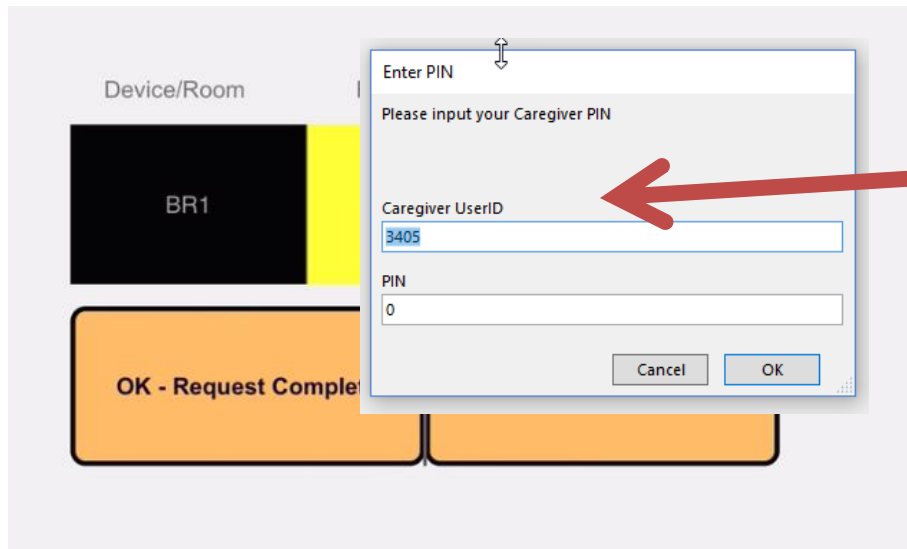 Enter PIN
Device/Room
Please input your Caregiver PIN
BR1
Caregiver UserID
3405
PIN
0
Cancel OK
OK - Request Complet